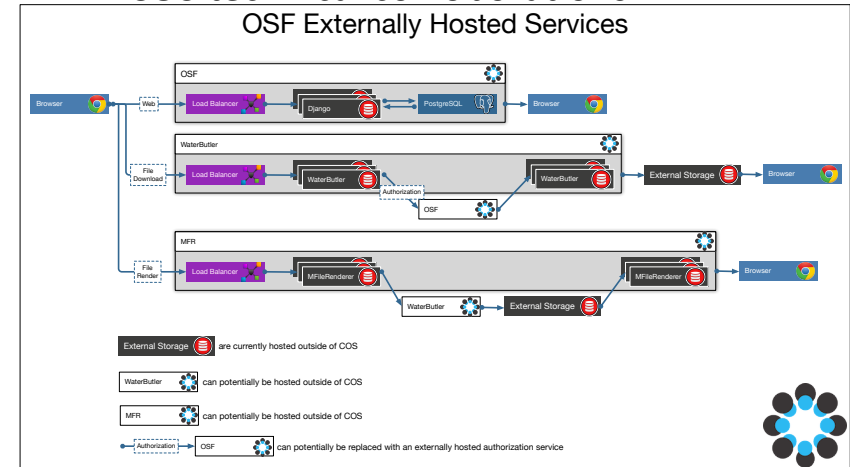 OSF Externally Hosted Services
OSF
Browser
Web
Load Balancer
Django
PostgreSQL
Browser
WaterButler
File
Download
Load Balancer
WaterButler
Authorization
OSF
WaterButler
External Storage
Browser
MFR
File
Render
Load Balancer
MFileRenderer
WaterButler
External Storage
MFileRenderer
Browser
External Storage are currently hosted outside of COS
WaterButler can potentially be hosted outside of COS
MFR can potentially be hosted outside of COS
Authorization OSF can potentially be replaced with an externally hosted authorization service